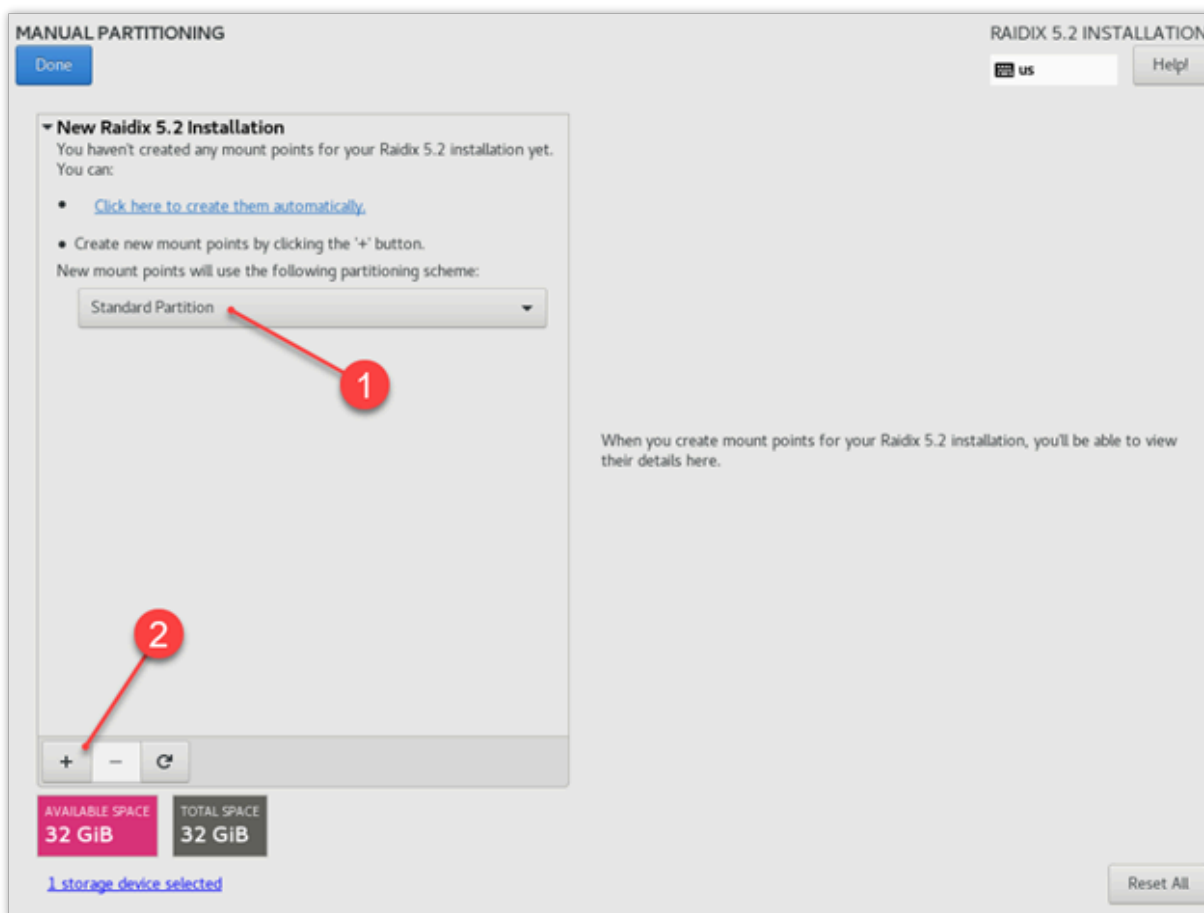 MANUAL PARTITIONING
RAIDIX 5.2 INSTALLATION
Done
us
Help!
New Raidix 5.2 Installation
You haven't created any mount points for your Raidix 5.2 installation yet.
You can:
• Click here to create them automatically.
• Create new mount points by clicking the '+' button.
New mount points will use the following partitioning scheme:
Standard Partition
1
When you create mount points for your Raidix 5.2 installation, you'll be able to view
their details here.
2
+ −
AVAILABLE SPACE
32 GiB
TOTAL SPACE
32 GiB
1 storage device selected
Reset All